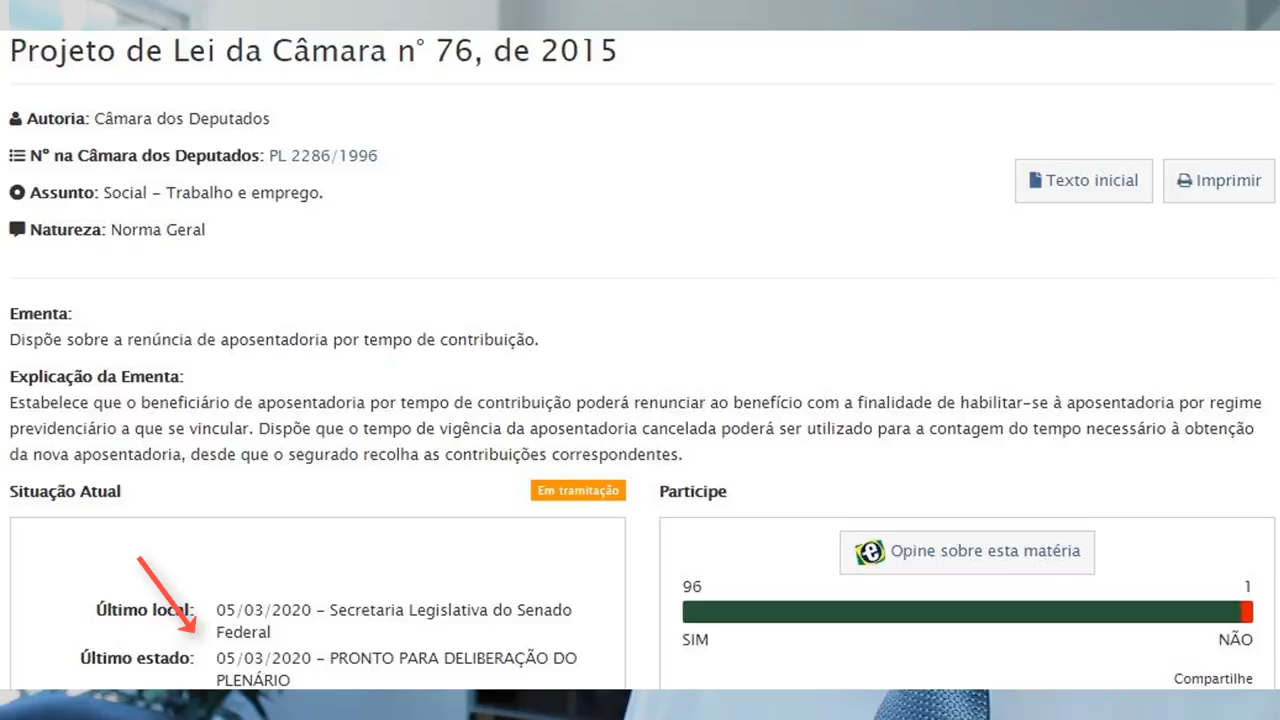 Projeto de Lei da Câmara n° 76, de 2015
Autoria: Câmara dos Deputados
Nº na Câmara dos Deputados: PL 2286/1996
Assunto: Social - Trabalho e emprego.
Natureza: Norma Geral
Texto inicial
Imprimir
Ementa:
Dispõe sobre a renúncia de aposentadoria por tempo de contribuição.
Explicação da Ementa:
Estabelece que o beneficiário de aposentadoria por tempo de contribuição poderá renunciar ao benefício com a finalidade de habilitar-se à aposentadoria por regime
previdenciário a que se vincular. Dispõe que o tempo de vigência da aposentadoria cancelada poderá ser utilizado para a contagem do tempo necessário à obtenção
da nova aposentadoria, desde que o segurado recolha as contribuições correspondentes.
Situação Atual
Em tramitação
Último local: 05/03/2020 - Secretaria Legislativa do Senado
Federal
Último estado: 05/03/2020 - PRONTO PARA DELIBERAÇÃO DO
PLENÁRIO
Participe
e
Opine sobre esta matéria
96 1
SIM NÃO
Compartilhe